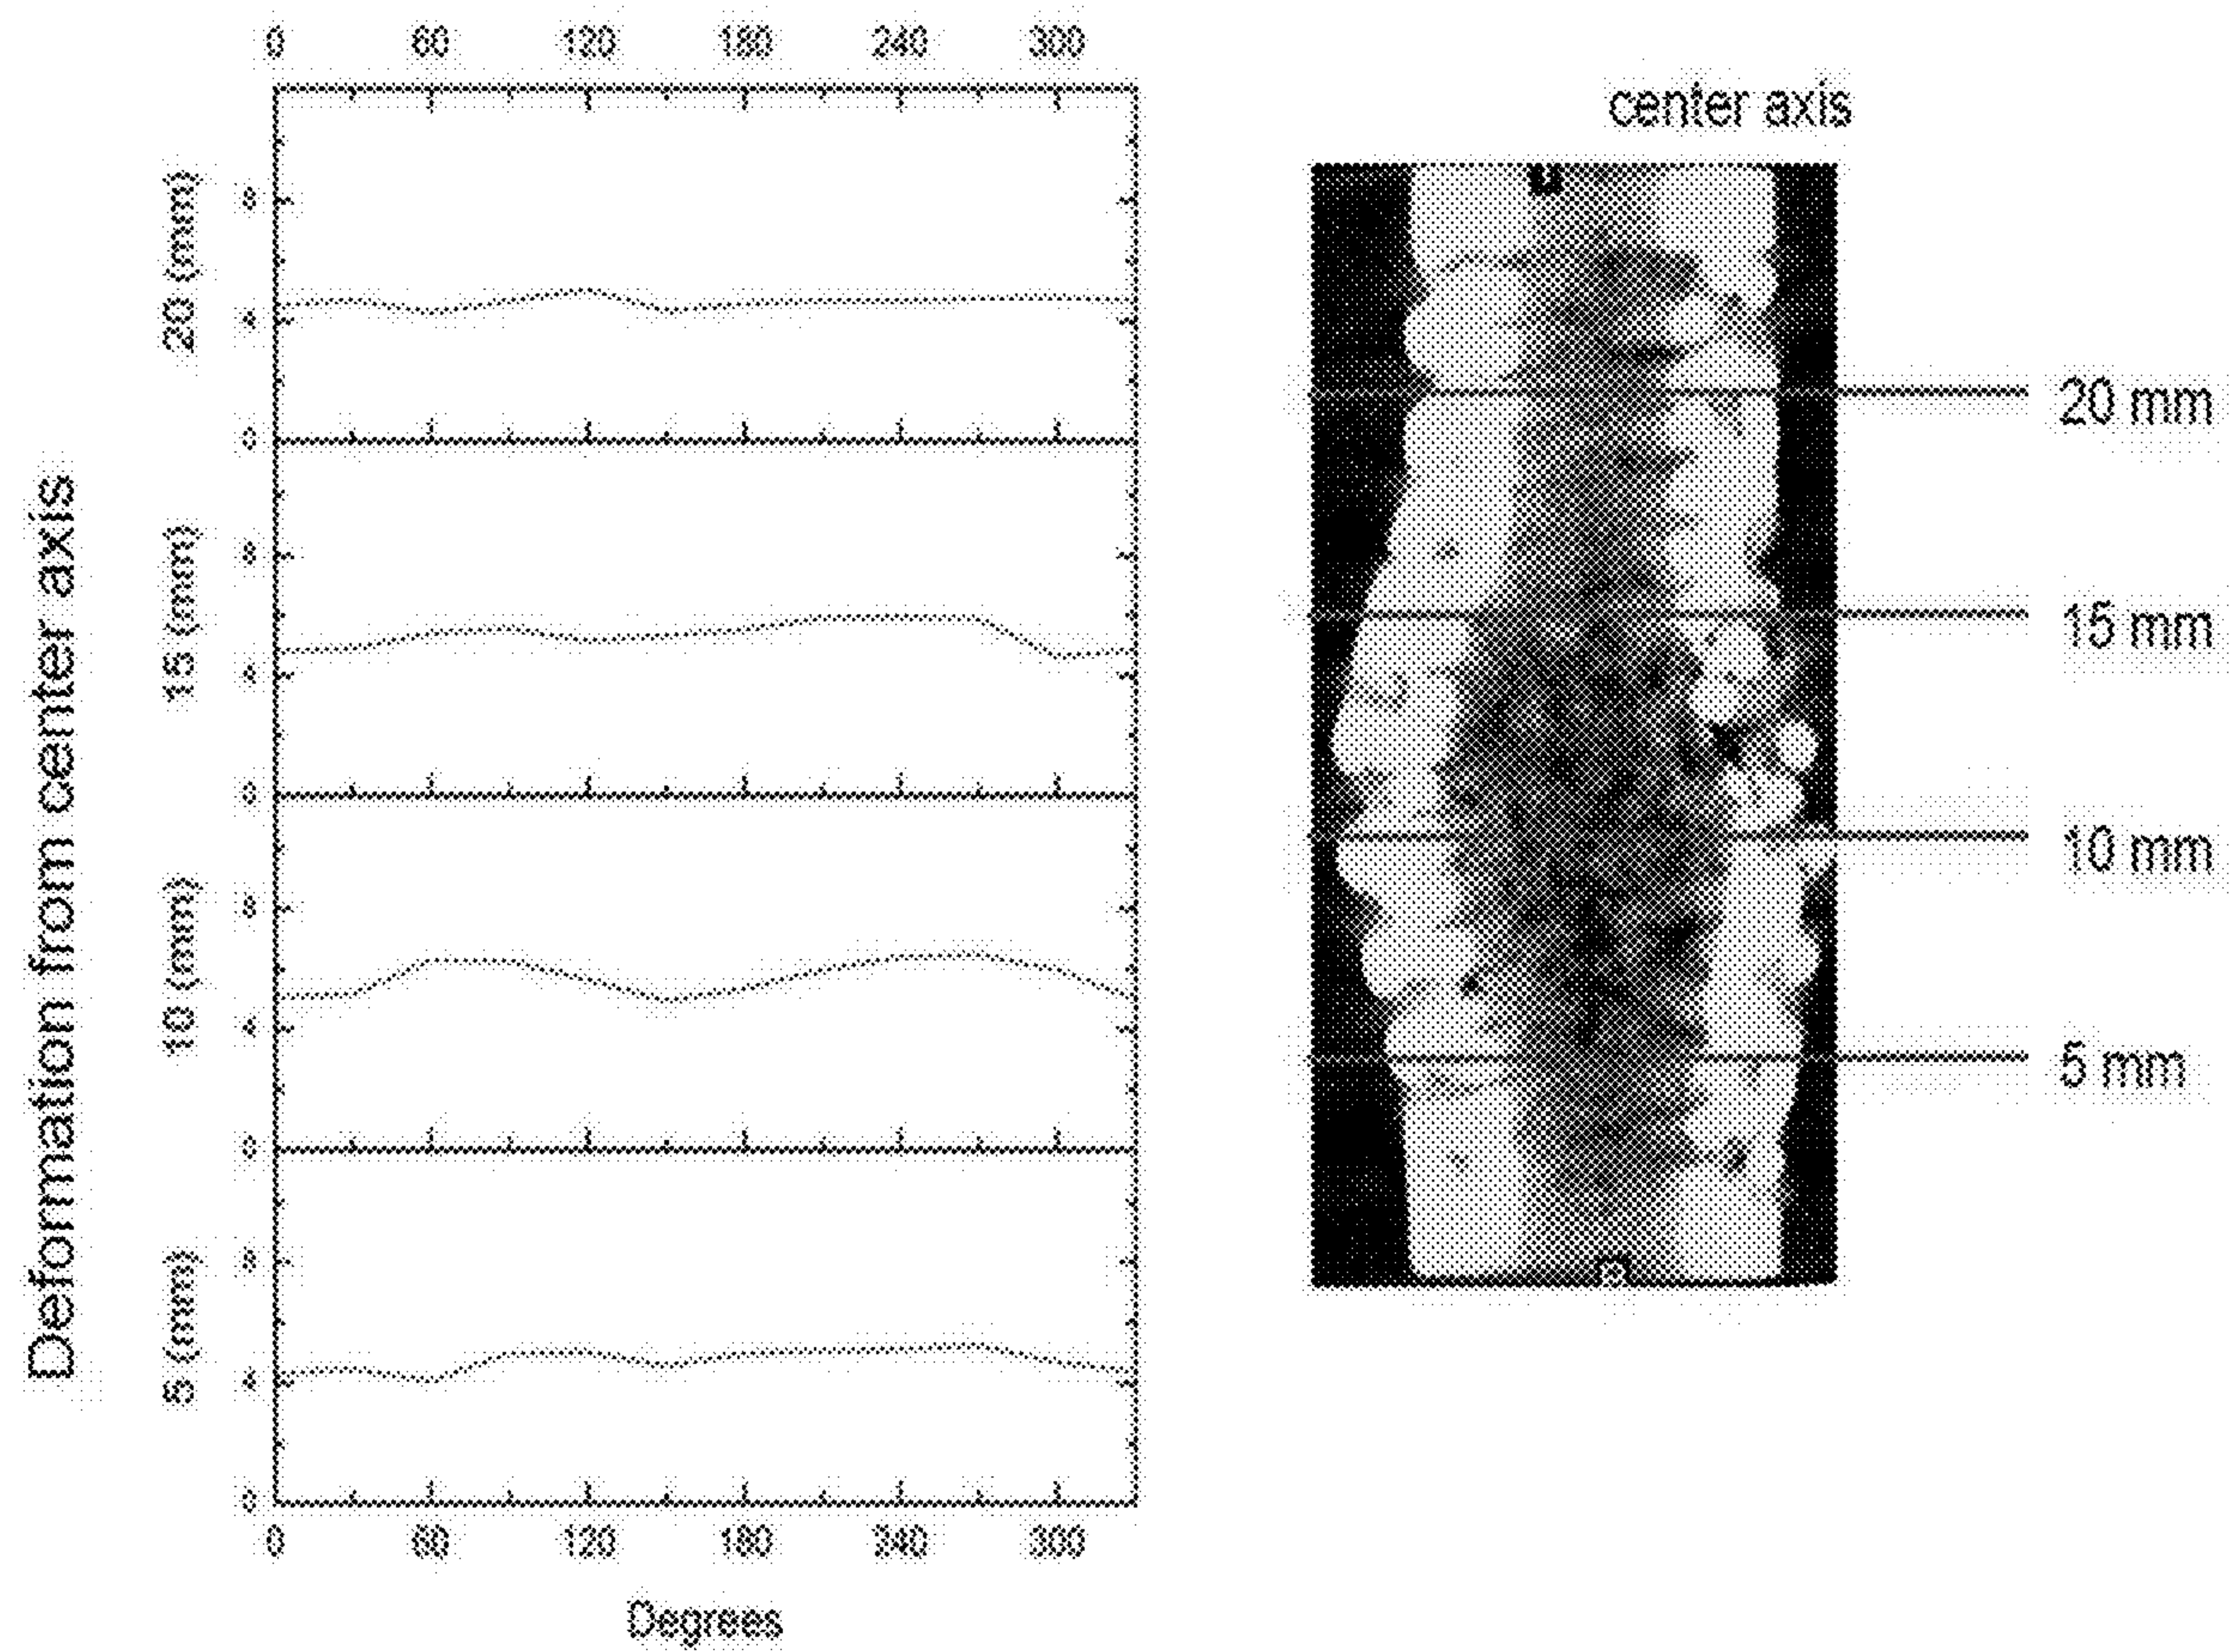 0 60 120 180 240 300
center axis
Deformation from center axis
20 (mm)
8
4
0
15 (mm)
8
4
0
10 (mm)
8
4
0
5 (mm)
8
4
0
0 60 120 180 240 300
Degrees
20 mm
15 mm
10 mm
5 mm